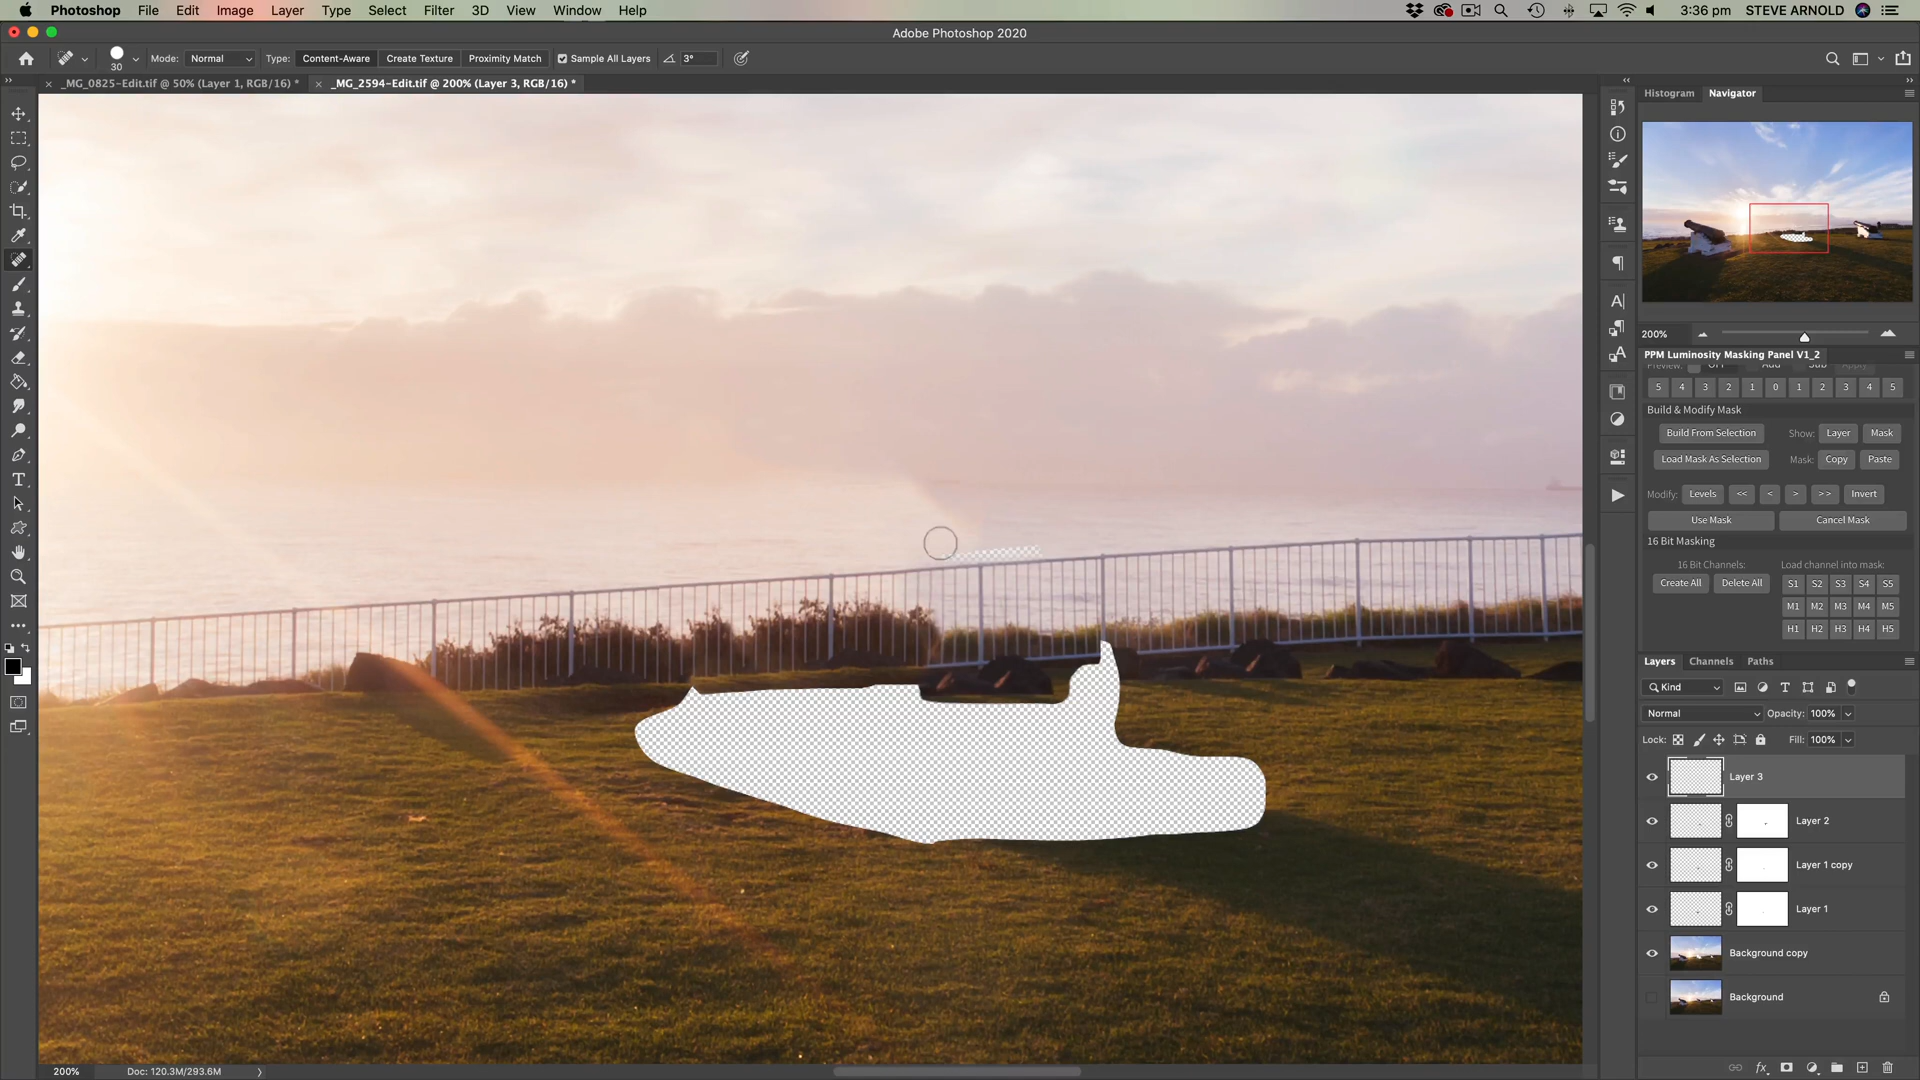 Photoshop File Edit Image Layer Type Select Filter 3D View Window Help 3:36 pm STEVE ARNOLD
Adobe Photoshop 2020
30 Mode: Normal Type: Content-Aware Create Texture Proximity Match Sample All Layers 3°
_MG_0825-Edit.tif @ 50% (Layer 1, RGB/16) * _MG_2594-Edit.tif @ 200% (Layer 3, RGB/16) *
Histogram Navigator
200%
PPM Luminosity Masking Panel V1_2
Preview: Off Add Sub Apply
5 4 3 2 1 0 1 2 3 4 5
Build & Modify Mask
Build From Selection Show: Layer Mask
Load Mask As Selection Mask: Copy Paste
Modify: Levels << < > >> Invert
Use Mask Cancel Mask
16 Bit Masking
16 Bit Channels: Load channel into mask:
Create All Delete All S1 S2 S3 S4 S5
M1 M2 M3 M4 M5
H1 H2 H3 H4 H5
Layers Channels Paths
Kind
Normal Opacity: 100%
Lock: Fill: 100%
Layer 3
Layer 2
Layer 1 copy
Layer 1
Background copy
Background
fx
200% Doc: 120.3M/293.6M